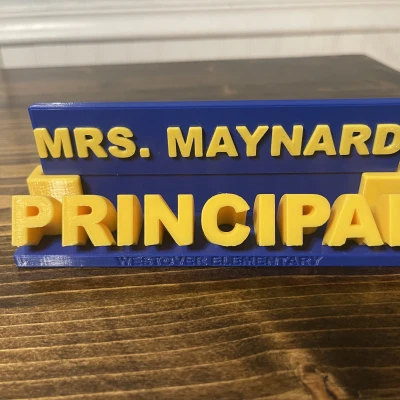 MRS. MAYNARD
PRINCIPAL
WESTOVER ELEMENTARY